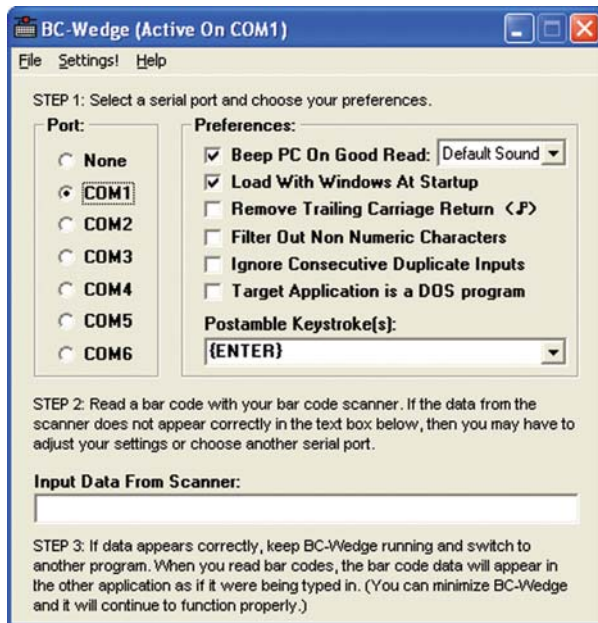 BC-Wedge (Active On COM1)
File Settings! Help
STEP 1: Select a serial port and choose your preferences.
Port:
None
COM1
COM2
COM3
COM4
COM5
COM6
Preferences:
Beep PC On Good Read: Default Sound
Load With Windows At Startup
Remove Trailing Carriage Return <♪>
Filter Out Non Numeric Characters
Ignore Consecutive Duplicate Inputs
Target Application is a DOS program
Postamble Keystroke(s):
{ENTER}
STEP 2: Read a bar code with your bar code scanner. If the data from the
scanner does not appear correctly in the text box below, then you may have to
adjust your settings or choose another serial port.
Input Data From Scanner:
STEP 3: If data appears correctly, keep BC-Wedge running and switch to
another program. When you read bar codes, the bar code data will appear in
the other application as if it were being typed in. (You can minimize BC-Wedge
and it will continue to function properly.)